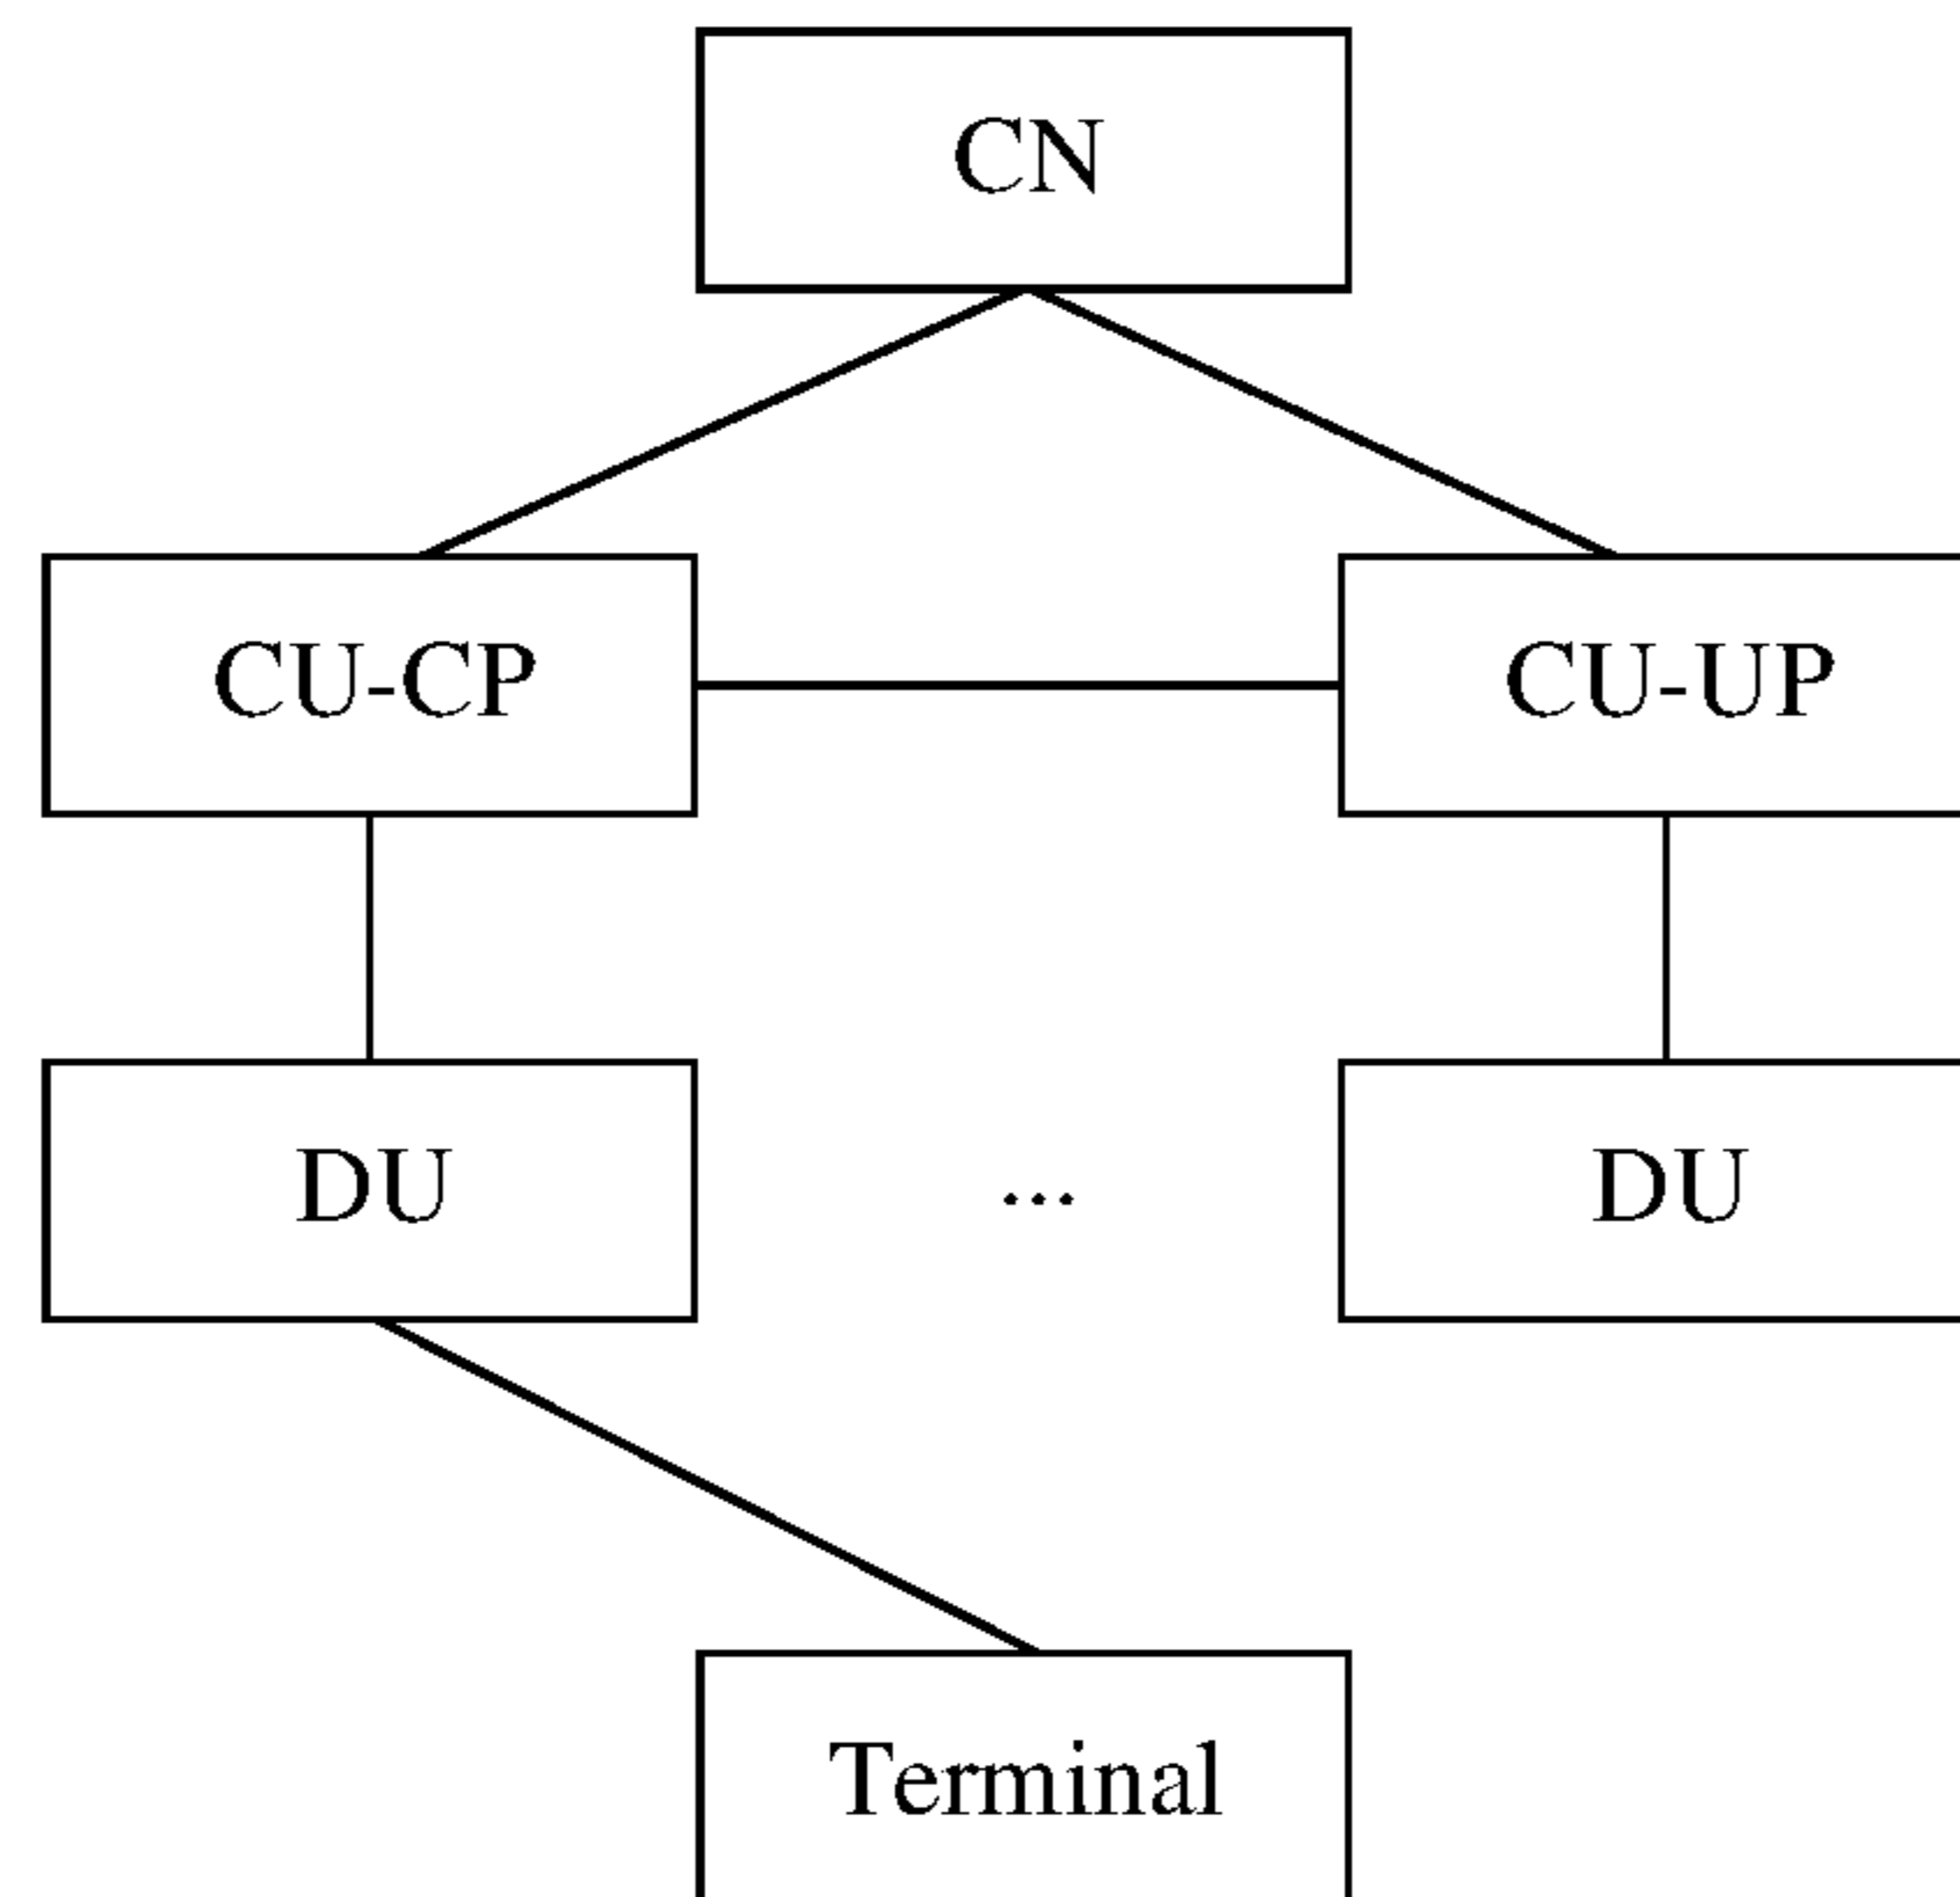 CN
CU-CP
CU-UP
DU
...
DU
Terminal